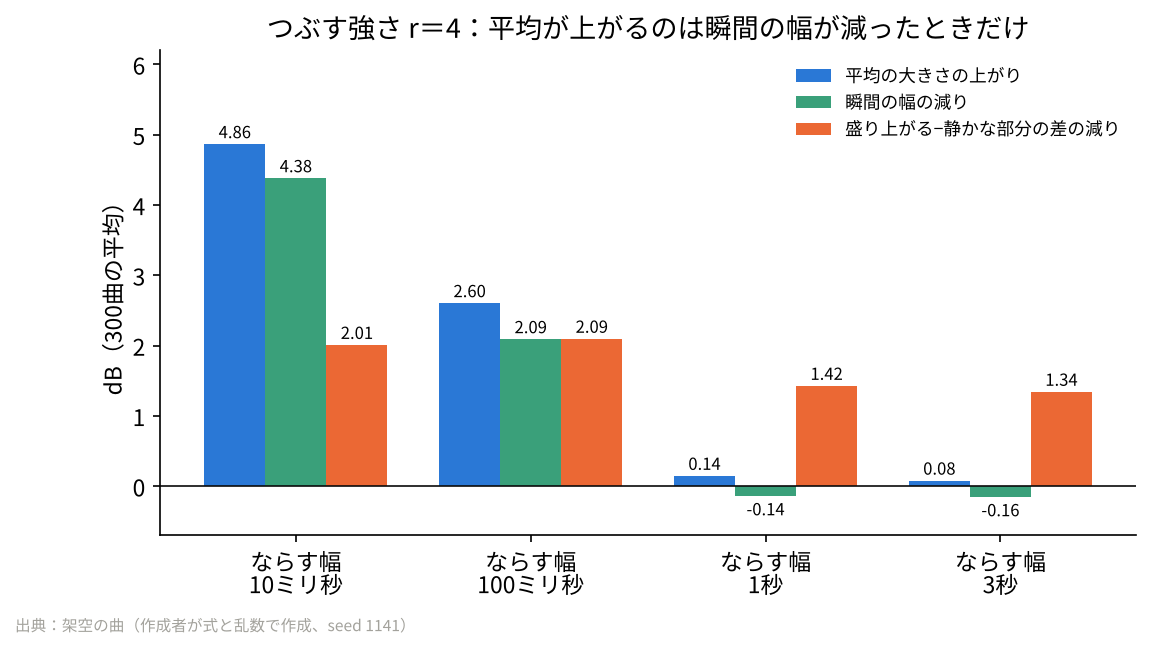 つぶす強さ r＝4：平均が上がるのは瞬間の幅が減ったときだけ
平均の大きさの上がり
瞬間の幅の減り
盛り上がる−静かな部分の差の減り
dB（300曲の平均）
6
5
4
3
2
1
0
4.86
4.38
2.01
2.60
2.09
2.09
0.14
-0.14
1.42
0.08
-0.16
1.34
ならす幅
10ミリ秒
ならす幅
100ミリ秒
ならす幅
1秒
ならす幅
3秒
出典：架空の曲（作成者が式と乱数で作成、seed 1141）